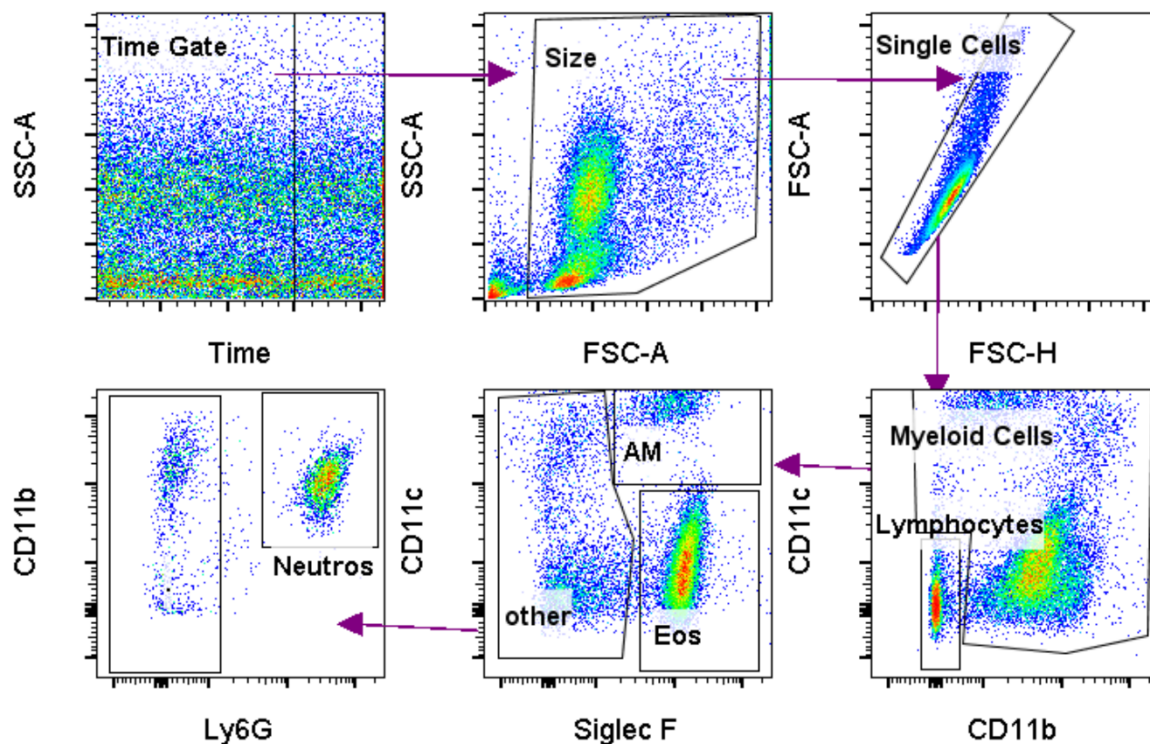 Time Gate
SSC-A
Time
Size
SSC-A
FSC-A
Single Cells
FSC-A
FSC-H
CD11b
Neutros
Ly6G
AM
CD11c
other
Eos
Siglec F
Myeloid Cells
Lymphocytes
CD11c
CD11b